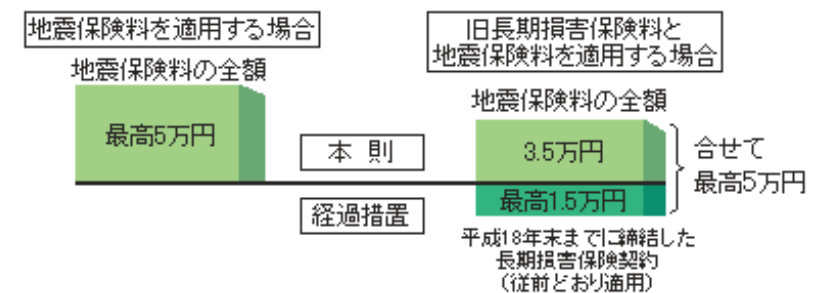 地震保険料を適用する場合
地震保険料の全額
最高5万円
本則
経過措置
旧長期損害保険料と
地震保険料を適用する場合
地震保険料の全額
3.5万円
最高1.5万円
合せて
最高5万円
平成18年末までに締結した
長期損害保険契約
(従前どおり適用)